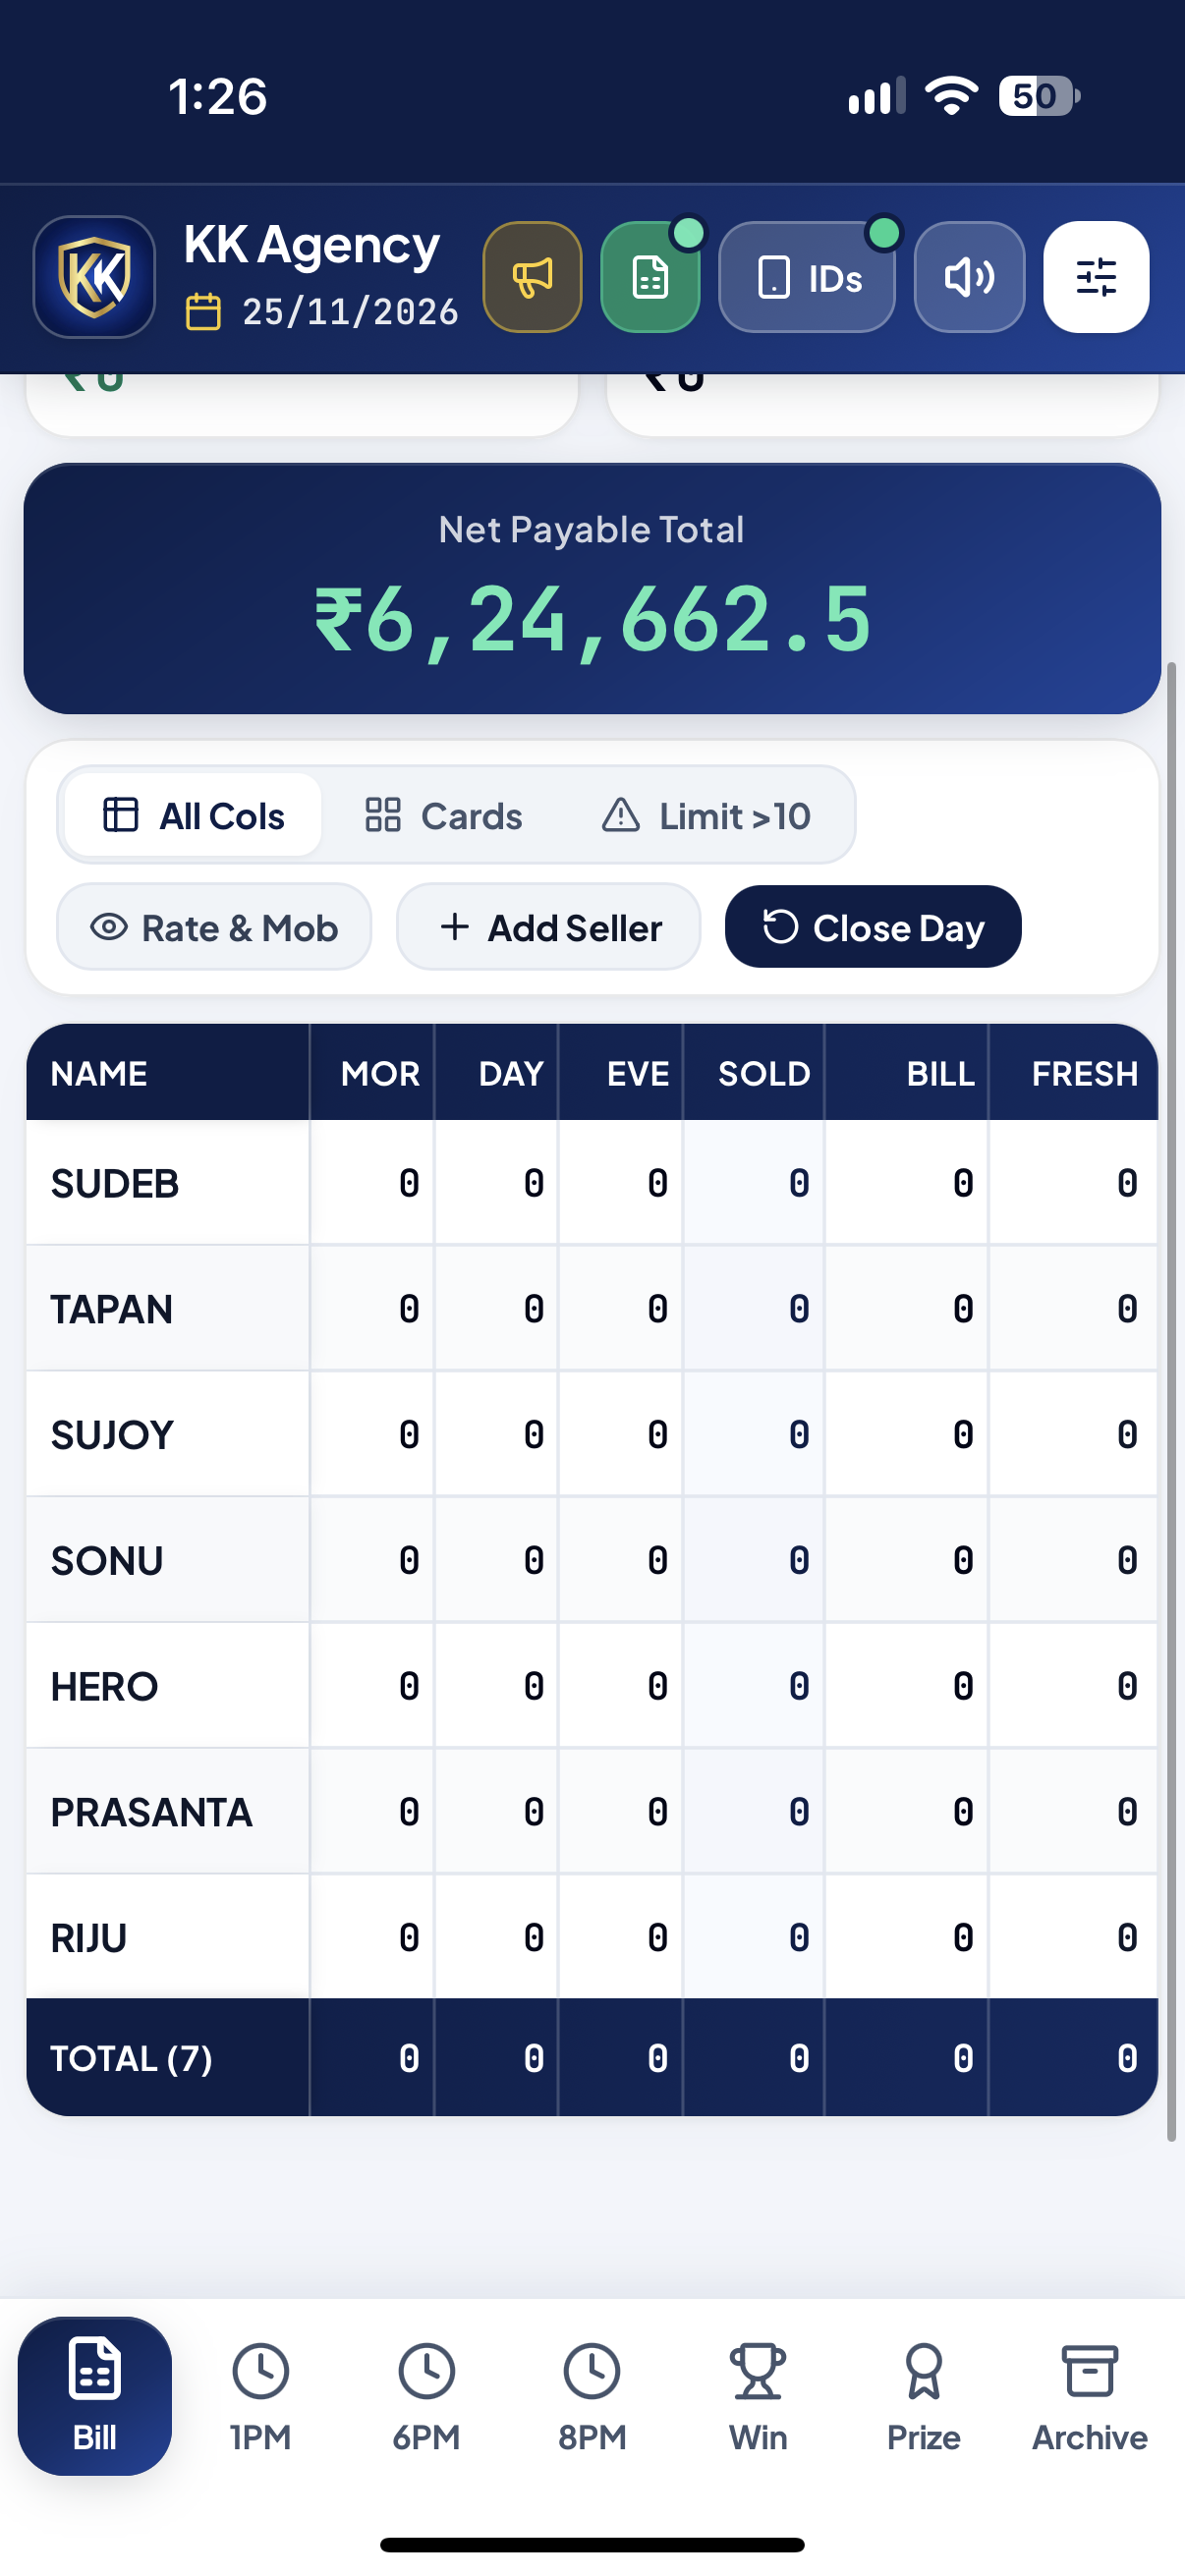 1:26
50
KK
KK Agency
25/11/2026
IDs
₹0 ₹0
Net Payable Total
₹6,24,662.5
All Cols Cards Limit >10
Rate & Mob + Add Seller Close Day
NAME MOR DAY EVE SOLD BILL FRESH
SUDEB 0 0 0 0 0 0
TAPAN 0 0 0 0 0 0
SUJOY 0 0 0 0 0 0
SONU 0 0 0 0 0 0
HERO 0 0 0 0 0 0
PRASANTA 0 0 0 0 0 0
RIJU 0 0 0 0 0 0
TOTAL (7) 0 0 0 0 0 0
Bill 1PM 6PM 8PM Win Prize Archive